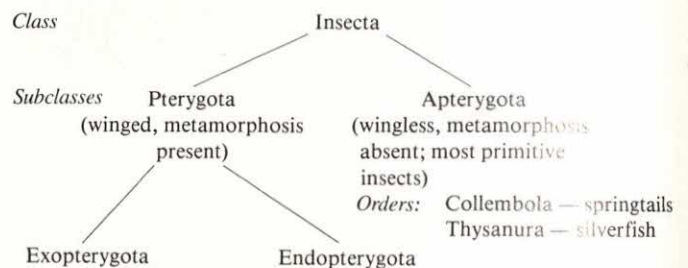 Class Insecta
Subclasses Pterygota Apterygota
(winged, metamorphosis (wingless, metamorphosis
present) absent; most primitive
insects)
Orders: Collembola — springtails
Thysanura — silverfish
Exopterygota Endopterygota